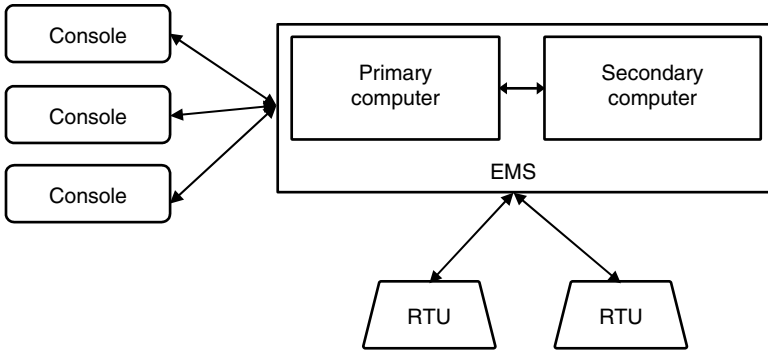 Console
Console
Console
Primary
computer
Secondary
computer
EMS
RTU
RTU